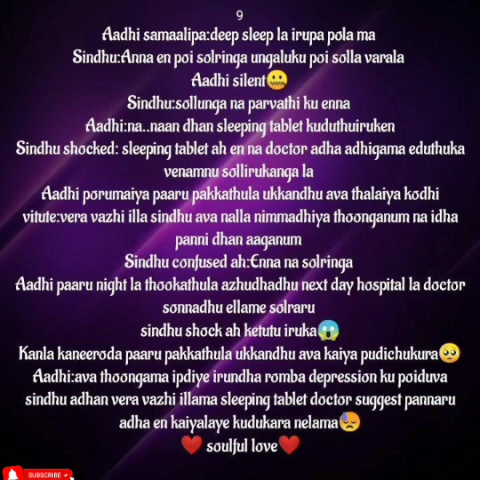 9
Aadhi samaalipa:deep sleep la irupa pola ma
Sindhu:Anna en poi solringa ungaluku poi solla varala
Aadhi silent🤐
Sindhu:sollunga na parvathi ku enna
Aadhi:na..naan dhan sleeping tablet kuduthuiruken
Sindhu shocked: sleeping tablet ah en na doctor adha adhigama eduthuka
venamnu sollirukanga la
Aadhi porumaiya paaru pakkathula ukkandhu ava thalaiya kodhi
vitute:vera vazhi illa sindhu ava nalla nimmadhiya thoonganum na idha
panni dhan aaganum
Sindhu confused ah:Enna na solringa
Aadhi paaru night la thookathula azhudhadhu next day hospital la doctor
sonnadhu ellame solraru
sindhu shock ah ketutu iruka😱
Kanla kaneeroda paaru pakkathula ukkandhu ava kaiya pudichukura🥺
Aadhi:ava thoongama ipdiye irundha romba depression ku poiduva
sindhu adhan vera vazhi illama sleeping tablet doctor suggest pannaru
adha en kaiyalaye kudukara nelama😓
❤️ soulful love❤️
SUBSCRIBE